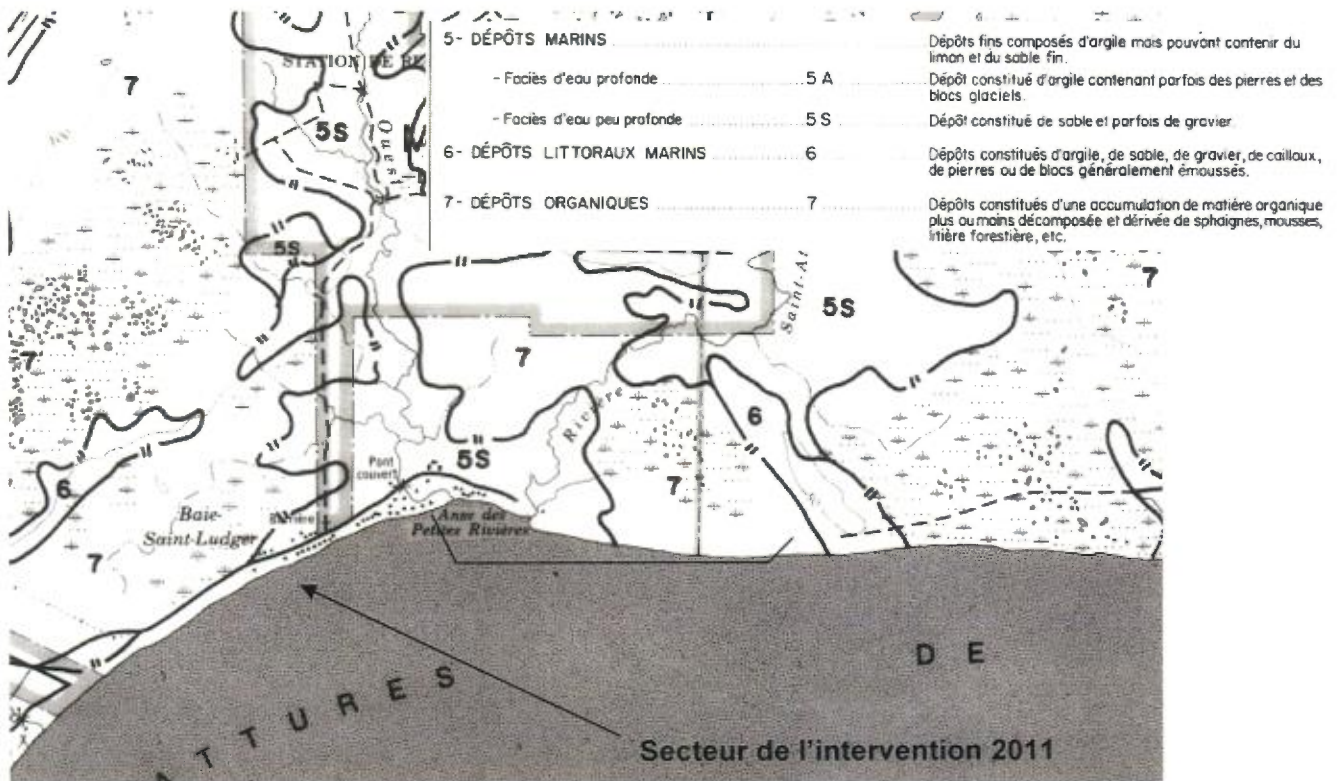 5- DÉPÔTS MARINS Dépôts fins composés d'argile mais pouvant contenir du
limon et du sable fin.
- Faciès d'eau profonde 5 A Dépôt constitué d'argile contenant parfois des pierres et des
blocs glaciels.
- Faciès d'eau peu profonde 5 S Dépôt constitué de sable et parfois de gravier
6- DÉPÔTS LITTORAUX MARINS 6 Dépôts constitués d'argile, de sable, de gravier, de cailloux,
de pierres ou de blocs généralement émoussés.
7- DÉPÔTS ORGANIQUES 7 Dépôts constitués d'une accumulation de matière organique
plus ou moins décomposée et dérivée de sphaignes, mousses,
litière forestière, etc.
STATION DE
7
5S
Oues
5S
7
5S
7
Saint-A
7
Rivière
6
Pont
couvert
5S
7
6
Baie-
Saint-Ludger
Anse des
Petites Rivières
7
D E
T T U R E S
Secteur de l'intervention 2011